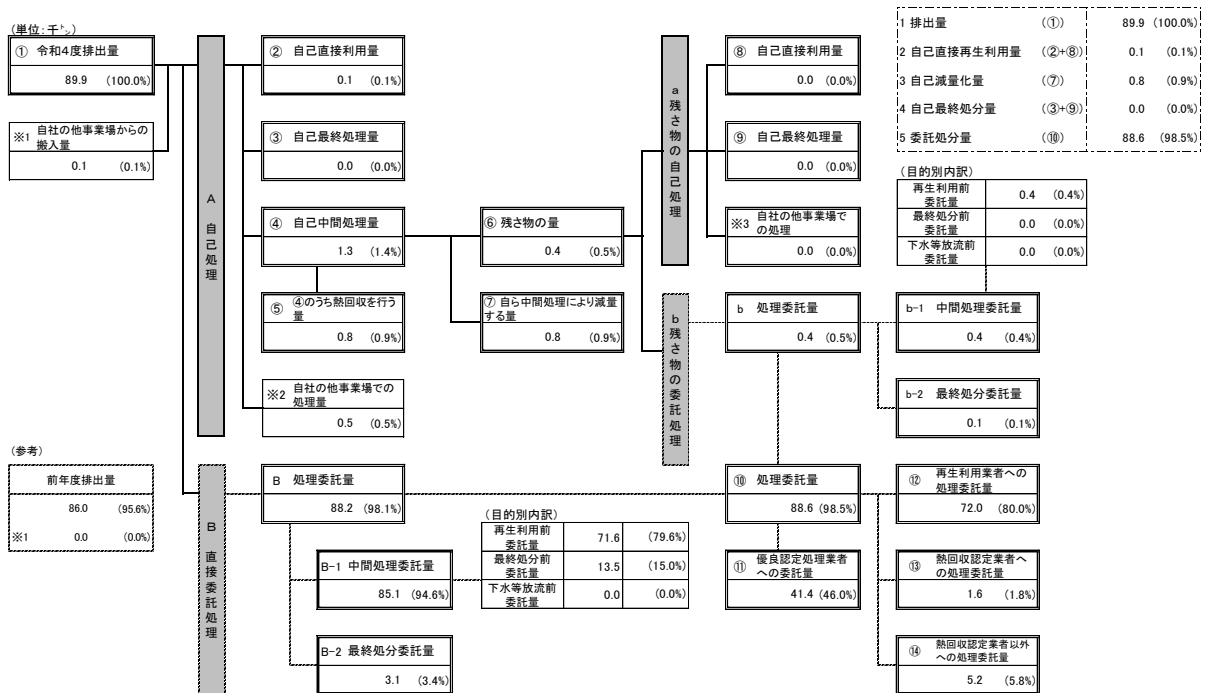 (単位:千㌧)
① 令和4度排出量
89.9 (100.0%)
※1 自社の他事業場からの
搬入量
0.1 (0.1%)
A 自己処理
② 自己直接利用量
0.1 (0.1%)
③ 自己最終処理量
0.0 (0.0%)
④ 自己中間処理量
1.3 (1.4%)
⑤ ④のうち熱回収を行う
量
0.8 (0.9%)
※2 自社の他事業場での
処理量
0.5 (0.5%)
⑥ 残さ物の量
0.4 (0.5%)
⑦ 自ら中間処理により減量
する量
0.8 (0.9%)
a 残さ物の自己処理
⑧ 自己直接利用量
0.0 (0.0%)
⑨ 自己最終処理量
0.0 (0.0%)
※3 自社の他事業場で
の処理
0.0 (0.0%)
b 残さ物の委託処理
b 処理委託量
0.4 (0.5%)
1 排出量 (①) 89.9 (100.0%)
2 自己直接再生利用量 (②+⑧) 0.1 (0.1%)
3 自己減量化量 (⑦) 0.8 (0.9%)
4 自己最終処分量 (③+⑨) 0.0 (0.0%)
5 委託処分量 (⑩) 88.6 (98.5%)
(目的別内訳)
再生利用前
委託量 0.4 (0.4%)
最終処分前
委託量 0.0 (0.0%)
下水等放流前
委託量 0.0 (0.0%)
b-1 中間処理委託量
0.4 (0.4%)
b-2 最終処分委託量
0.1 (0.1%)
(参考)
前年度排出量
86.0 (95.6%)
※1 0.0 (0.0%)
B 直接委託処理
B 処理委託量
88.2 (98.1%)
B-1 中間処理委託量
85.1 (94.6%)
B-2 最終処分委託量
3.1 (3.4%)
(目的別内訳)
再生利用前
委託量 71.6 (79.6%)
最終処分前
委託量 13.5 (15.0%)
下水等放流前
委託量 0.0 (0.0%)
⑩ 処理委託量
88.6 (98.5%)
⑪ 優良認定処理業者
への委託量
41.4 (46.0%)
⑫ 再生利用業者への
処理委託量
72.0 (80.0%)
⑬ 熱回収認定業者へ
の処理委託量
1.6 (1.8%)
⑭ 熱回収認定業者以外
への処理委託量
5.2 (5.8%)